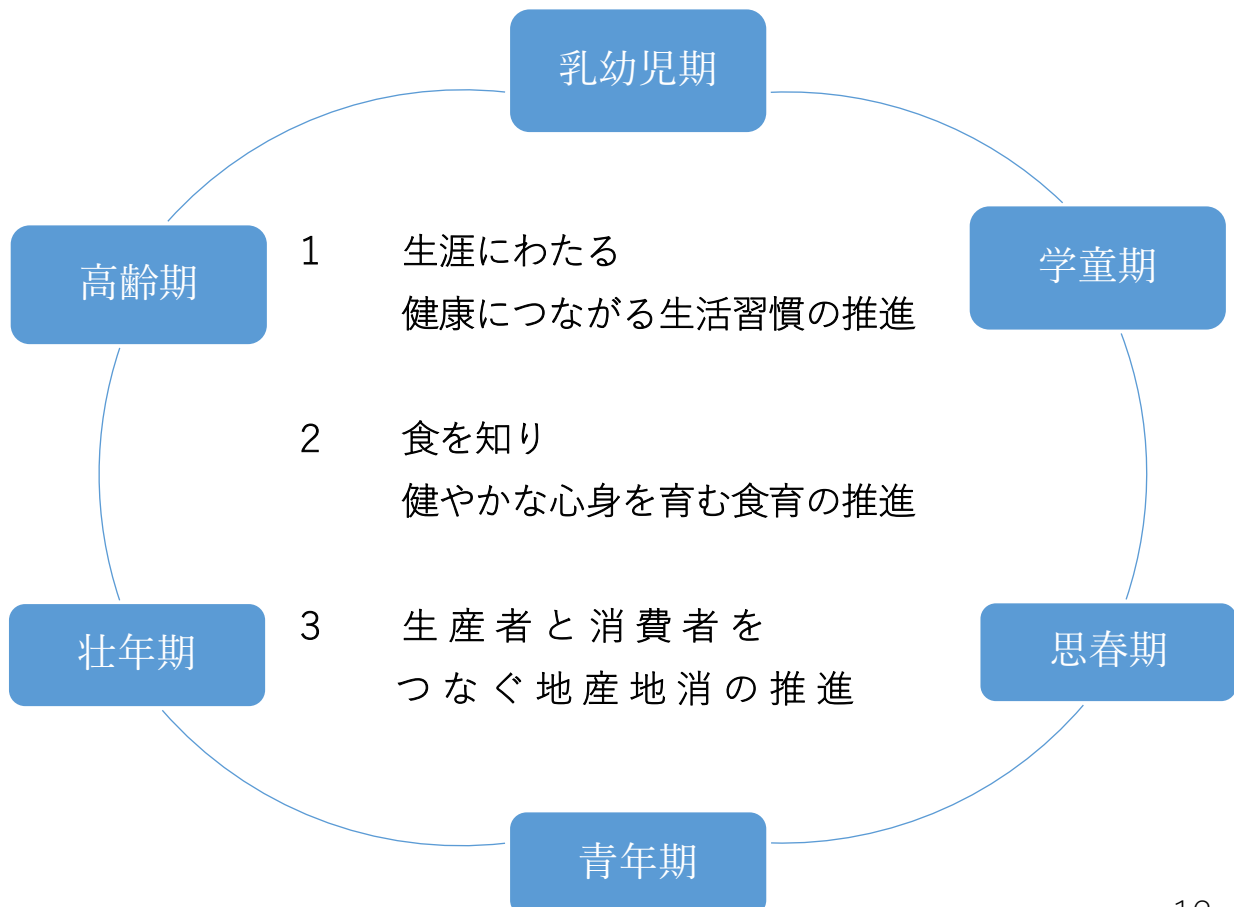 乳幼児期
学童期
高齢期
1 生涯にわたる
健康につながる生活習慣の推進
2 食を知り
健やかな心身を育む食育の推進
3 生産者と消費者を
つなぐ地産地消の推進
壮年期
思春期
青年期